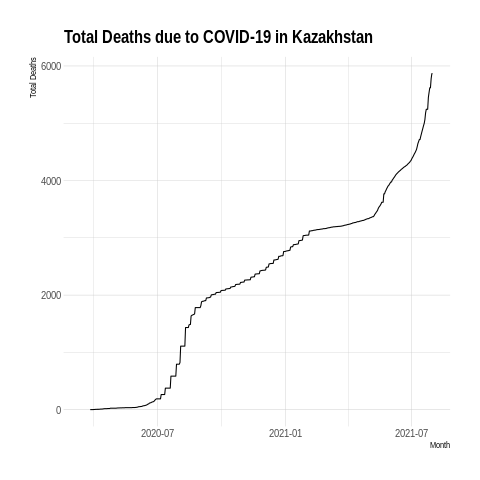 Total Deaths due to COVID-19 in Kazakhstan
Total Deaths
6000
4000
2000
0
2020-07 2021-01 2021-07
Month